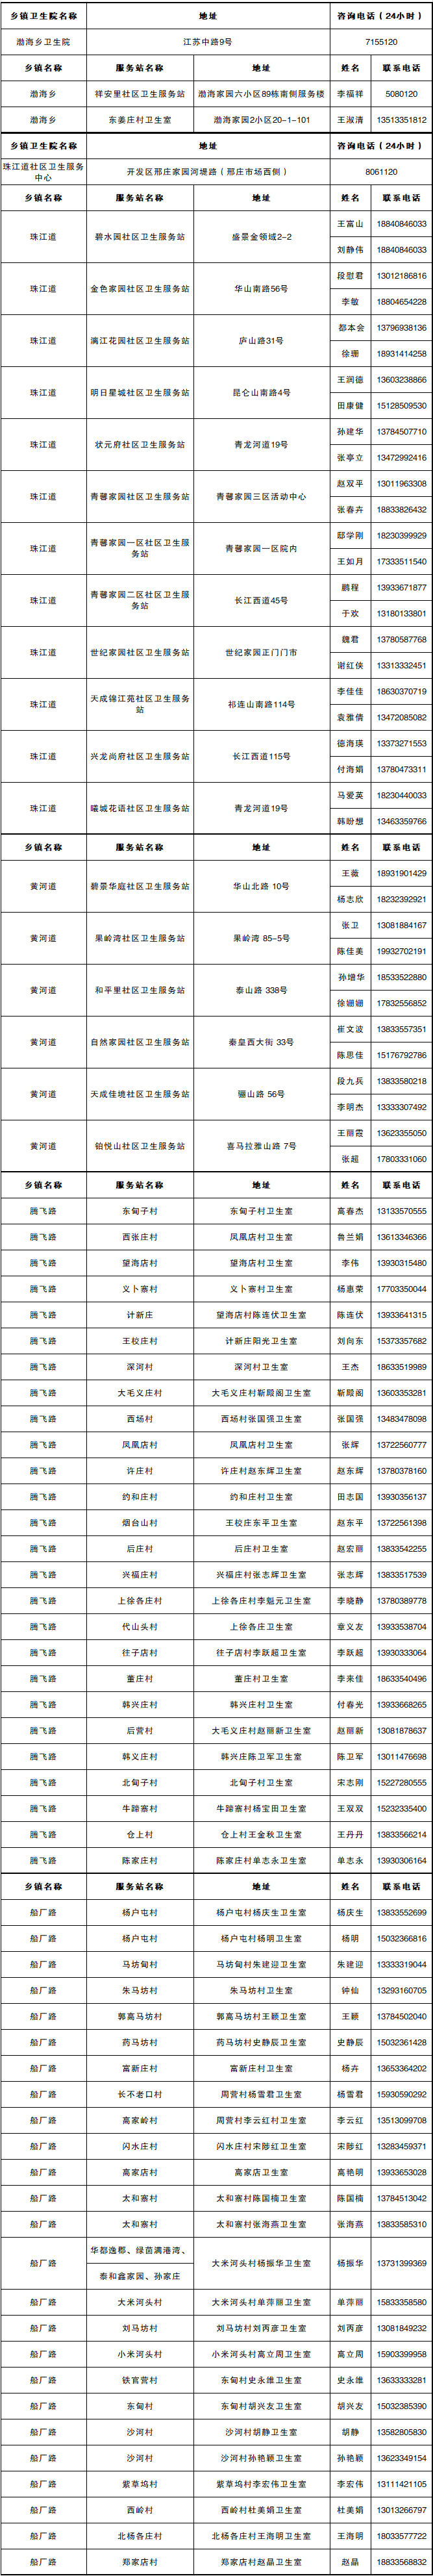 乡镇卫生院名称 地址 咨询电话（24小时）
渤海乡卫生院 江苏中路9号 7155120
乡镇名称 服务站名称 地址 姓名 联系电话
渤海乡 祥安里社区卫生服务站 渤海家园六小区89栋南侧服务楼 李福祥 5080120
渤海乡 东姜庄村卫生室 渤海家园2小区20-1-101 王淑清 13513351812
乡镇卫生院名称 地址 咨询电话（24小时）
珠江道社区卫生服务中心 开发区邢庄家园河堤路（邢庄市场西侧） 8061120
乡镇名称 服务站名称 地址 姓名 联系电话
珠江道 碧水园社区卫生服务站 盛景金领域2-2 王富山 18840846033
刘静伟 18840846033
珠江道 金色家园社区卫生服务站 华山南路56号 段慰君 13012186816
李敏 18804654228
珠江道 漓江花园社区卫生服务站 庐山路31号 都本会 13796938136
徐珊 18931414258
珠江道 明日星城社区卫生服务站 昆仑山南路4号 王润德 13603238866
田康健 15128509530
珠江道 状元府社区卫生服务站 青龙河道19号 孙建华 13784507710
张亭立 13472992416
珠江道 青馨家园社区卫生服务站 青馨家园三区活动中心 赵双平 13011963308
张春卉 18833826432
珠江道 青馨家园一区社区卫生服务站 青馨家园一区院内 邸学刚 18230399929
王如月 17333511540
珠江道 青馨家园二区社区卫生服务站 长江西道45号 鹏程 13933671877
于欢 13180133801
珠江道 世纪家园社区卫生服务站 世纪家园正门门市 魏君 13780587768
谢红侠 13313332451
珠江道 天成锦江苑社区卫生服务站 祁连山南路114号 李佳佳 18630370719
袁雅倩 13472085082
珠江道 兴龙尚府社区卫生服务站 长江西道115号 德海瑛 13373271553
付海娟 13780473311
珠江道 曦城花语社区卫生服务站 青龙河道19号 马爱英 18230440033
韩盼想 13463359766
乡镇名称 服务站名称 地址 姓名 联系电话
黄河道 碧景华庭社区卫生服务站 华山北路 10号 王薇 18931901429
杨志欣 18232392921
黄河道 果岭湾社区卫生服务站 果岭湾 85-5号 张卫 13081884167
陈佳美 19932702191
黄河道 和平里社区卫生服务站 泰山路 338号 孙增华 18533522880
徐姗姗 17832556852
黄河道 自然家园社区卫生服务站 秦皇西大街 33号 崔文波 13833557351
陈思佳 15176792786
黄河道 天成佳境社区卫生服务站 骊山路 56号 段九兵 13833580218
李明杰 13333307492
黄河道 铂悦山社区卫生服务站 喜马拉雅山路 7号 王丽霞 13623355050
张超 17803331060
乡镇名称 服务站名称 地址 姓名 联系电话
腾飞路 东甸子村 东甸子村卫生室 高春杰 13133570555
腾飞路 西张庄村 凤凰店村卫生室 鲁兰娟 13613346366
腾飞路 望海店村 望海店村卫生室 李伟 13930315480
腾飞路 义卜寨村 义卜寨村卫生室 杨惠荣 17703350044
腾飞路 计新庄 望海店村陈连伏卫生室 陈连伏 13933641315
腾飞路 王校庄村 计新庄阳光卫生室 刘向东 15373357682
腾飞路 深河村 深河村卫生室 王杰 18633519989
腾飞路 大毛义庄村 大毛义庄村靳殿阁卫生室 靳殿阁 13603353281
腾飞路 西场村 西场村张国强卫生室 张国强 13483478098
腾飞路 凤凰店村 凤凰店村卫生室 张辉 13722560777
腾飞路 许庄村 许庄村赵东辉卫生室 赵东辉 13780378160
腾飞路 约和庄村 约和庄村卫生室 田志国 13930356137
腾飞路 烟台山村 王校庄东平卫生室 赵东平 13722561398
腾飞路 后庄村 后庄村卫生室 赵宏丽 13833542255
腾飞路 兴福庄村 兴福庄村张志辉卫生室 张志辉 13833517539
腾飞路 上徐各庄村 上徐各庄村李魁元卫生室 李晓静 13780389778
腾飞路 代山头村 上徐各庄卫生室 章义友 13933538704
腾飞路 往子店村 往子店村李跃超卫生室 李跃超 13930333064
腾飞路 董庄村 董庄村卫生室 李来佳 18633540496
腾飞路 韩兴庄村 韩兴庄村卫生室 付春光 13933668265
腾飞路 后营村 大毛义庄村赵丽新卫生室 赵丽新 13081878637
腾飞路 韩义庄村 韩兴庄陈卫军卫生室 陈卫军 13011476698
腾飞路 北甸子村 北甸子村卫生室 宋志刚 15227280555
腾飞路 牛蹄寨村 牛蹄寨村杨宝田卫生室 王双双 15232335400
腾飞路 仓上村 仓上村王金秋卫生室 王丹丹 13833566214
腾飞路 陈家庄村 陈家庄村单志永卫生室 单志永 13930306164
乡镇名称 服务站名称 地址 姓名 联系电话
船厂路 杨户屯村 杨户屯村杨庆生卫生室 杨庆生 13833552699
船厂路 杨户屯村 杨户屯村杨明卫生室 杨明 15032366816
船厂路 马坊甸村 马坊甸村朱建迎卫生室 朱建迎 13333319044
船厂路 朱马坊村 朱马坊村卫生室 钟仙 13293160705
船厂路 郭高马坊村 郭高马坊村王颖卫生室 王颖 13784502040
船厂路 药马坊村 药马坊村史静辰卫生室 史静辰 15032361428
船厂路 富新庄村 富新庄村卫生室 杨卉 13653364202
船厂路 长不老口村 周营村杨雪君卫生室 杨雪君 15930590292
船厂路 高家岭村 周营村李云红村卫生室 李云红 13513099708
船厂路 闪水庄村 闪水庄村宋陟红卫生室 宋陟红 13283459371
船厂路 高家店村 高家店卫生室 高艳明 13933653028
船厂路 太和寨村 太和寨村陈国楠卫生室 陈国楠 13784513042
船厂路 太和寨村 太和寨村张海燕卫生室 张海燕 13833585310
船厂路 华都逸郡、绿茵满港湾、 大米河头村杨振华卫生室 杨振华 13731399369
泰和鑫家园、孙家庄
船厂路 大米河头村 大米河头村单萍丽卫生室 单萍丽 15833358580
船厂路 刘马坊村 刘马坊村刘丙彦卫生室 刘丙彦 13081849232
船厂路 小米河头村 小米河头村高立周卫生室 高立周 15903399958
船厂路 铁官营村 东甸村史永维卫生室 史永维 13633333281
船厂路 东甸村 东甸村胡兴友卫生室 胡兴友 15032385390
船厂路 沙河村 沙河村胡静卫生室 胡静 13582805830
船厂路 沙河村 沙河村孙艳颖卫生室 孙艳颖 13623349154
船厂路 紫草坞村 紫草坞村李宏伟卫生室 李宏伟 13111421105
船厂路 西岭村 西岭村杜美娟卫生室 杜美娟 13013266797
船厂路 北杨各庄村 北杨各庄村王海明卫生室 王海明 18033577722
船厂路 郑家店村 郑家店村赵晶卫生室 赵晶 18833568832